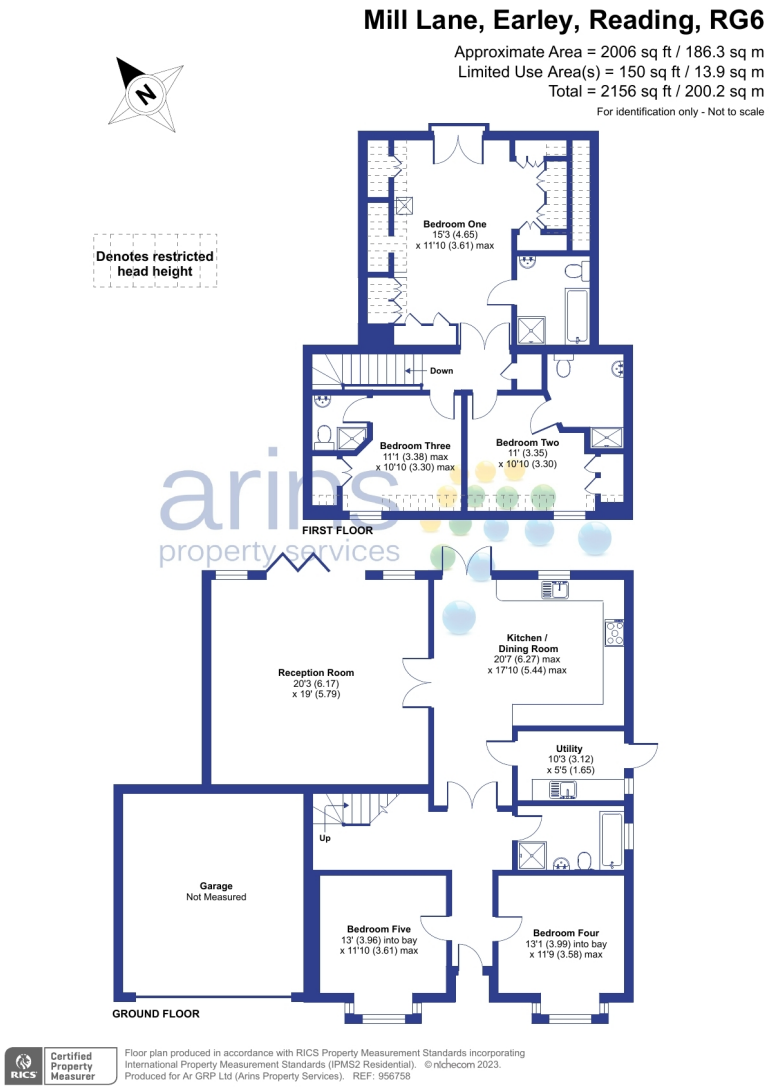 Mill Lane, Earley, Reading, RG6
Approximate Area = 2006 sq ft / 186.3 sq m
Limited Use Area(s) = 150 sq ft / 13.9 sq m
Total = 2156 sq ft / 200.2 sq m
For identification only - Not to scale
N
Denotes restricted
head height
Bedroom One
15'3 (4.65)
x 11'10 (3.61) max
Down
Bedroom Three
11'1 (3.38) max
x 10'10 (3.30) max
Bedroom Two
11' (3.35)
x 10'10 (3.30)
arins
property services
FIRST FLOOR
Reception Room
20'3 (6.17)
x 19' (5.79)
Kitchen /
Dining Room
20'7 (6.27) max
x 17'10 (5.44) max
Utility
10'3 (3.12)
x 5'5 (1.65)
Up
Garage
Not Measured
Bedroom Five
13' (3.96) into bay
x 11'10 (3.61) max
Bedroom Four
13'1 (3.99) into bay
x 11'9 (3.58) max
GROUND FLOOR
RICS
Certified
Property
Measurer
Floor plan produced in accordance with RICS Property Measurement Standards incorporating
International Property Measurement Standards (IPMS2 Residential). © nichecom 2023.
Produced for Ar GRP Ltd (Arins Property Services). REF: 956758